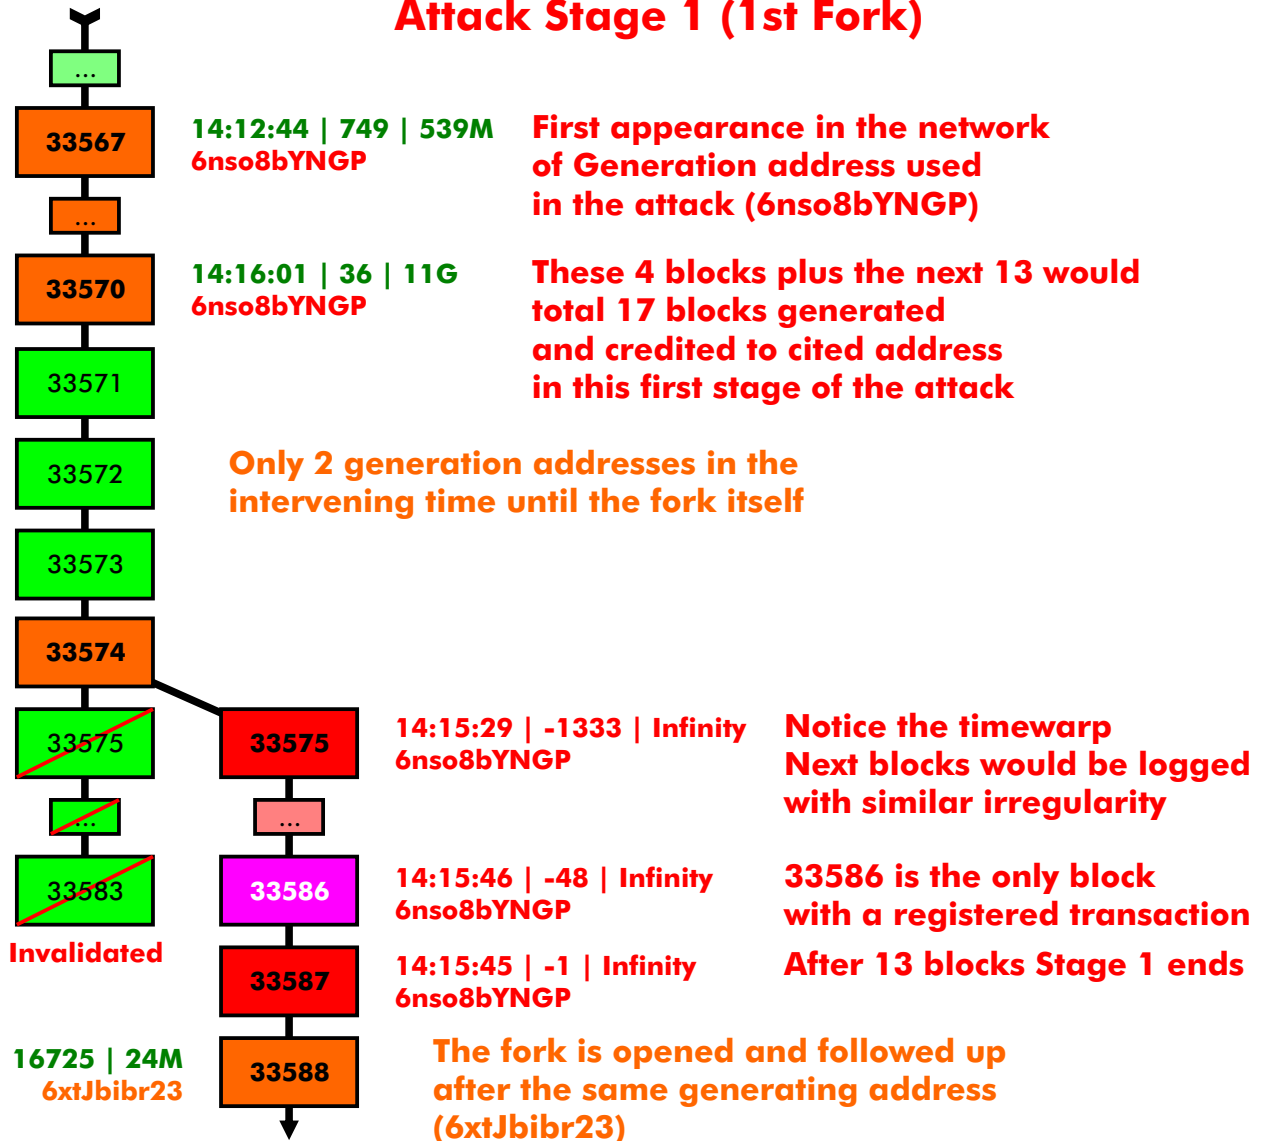 Attack Stage 1 (1st Fork)
...
33567
14:12:44 | 749 | 539M
6nso8bYNGP
First appearance in the network
of Generation address used
in the attack (6nso8bYNGP)
...
33570
14:16:01 | 36 | 11G
6nso8bYNGP
These 4 blocks plus the next 13 would
total 17 blocks generated
and credited to cited address
in this first stage of the attack
33571
33572
Only 2 generation addresses in the
intervening time until the fork itself
33573
33574
33575
33575
14:15:29 | -1333 | Infinity
6nso8bYNGP
Notice the timewarp
Next blocks would be logged
with similar irregularity
...
...
33583
Invalidated
33586
14:15:46 | -48 | Infinity
6nso8bYNGP
33586 is the only block
with a registered transaction
33587
14:15:45 | -1 | Infinity
6nso8bYNGP
After 13 blocks Stage 1 ends
16725 | 24M
6xtJbibr23
33588
The fork is opened and followed up
after the same generating address
(6xtJbibr23)